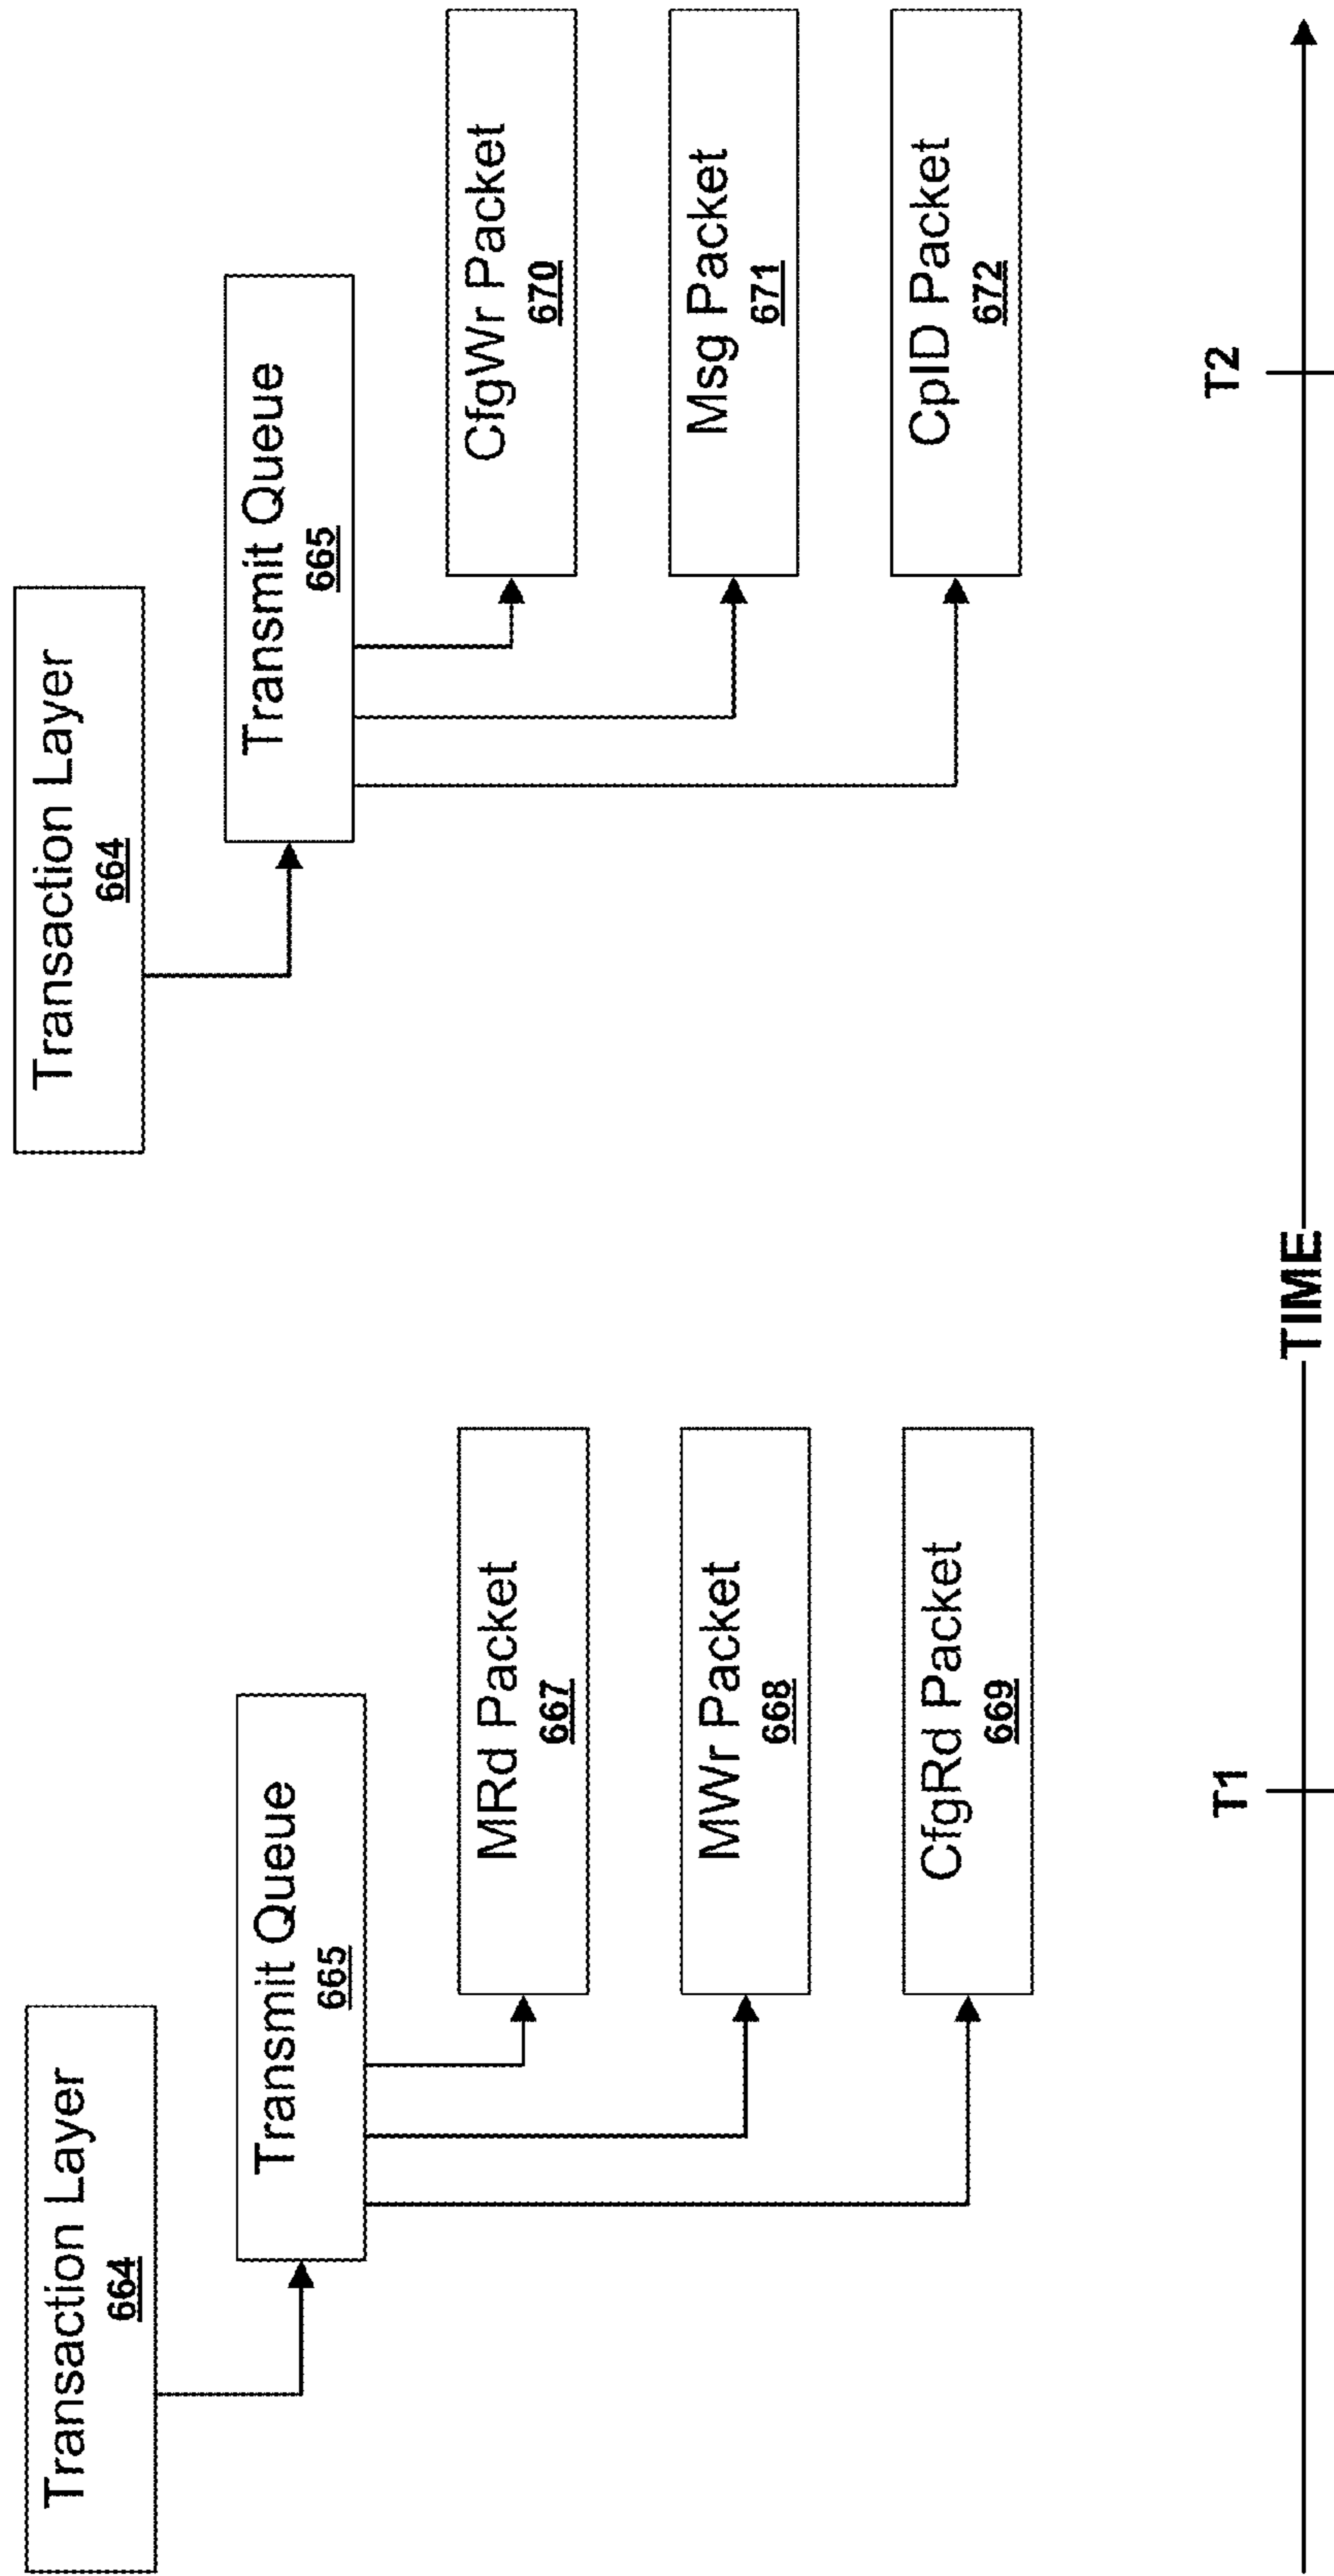 Transaction Layer
664
Transmit Queue
665
MRd Packet
667
MWr Packet
668
CfgRd Packet
669
Transaction Layer
664
Transmit Queue
665
CfgWr Packet
670
Msg Packet
671
CplD Packet
672
T1
TIME
T2